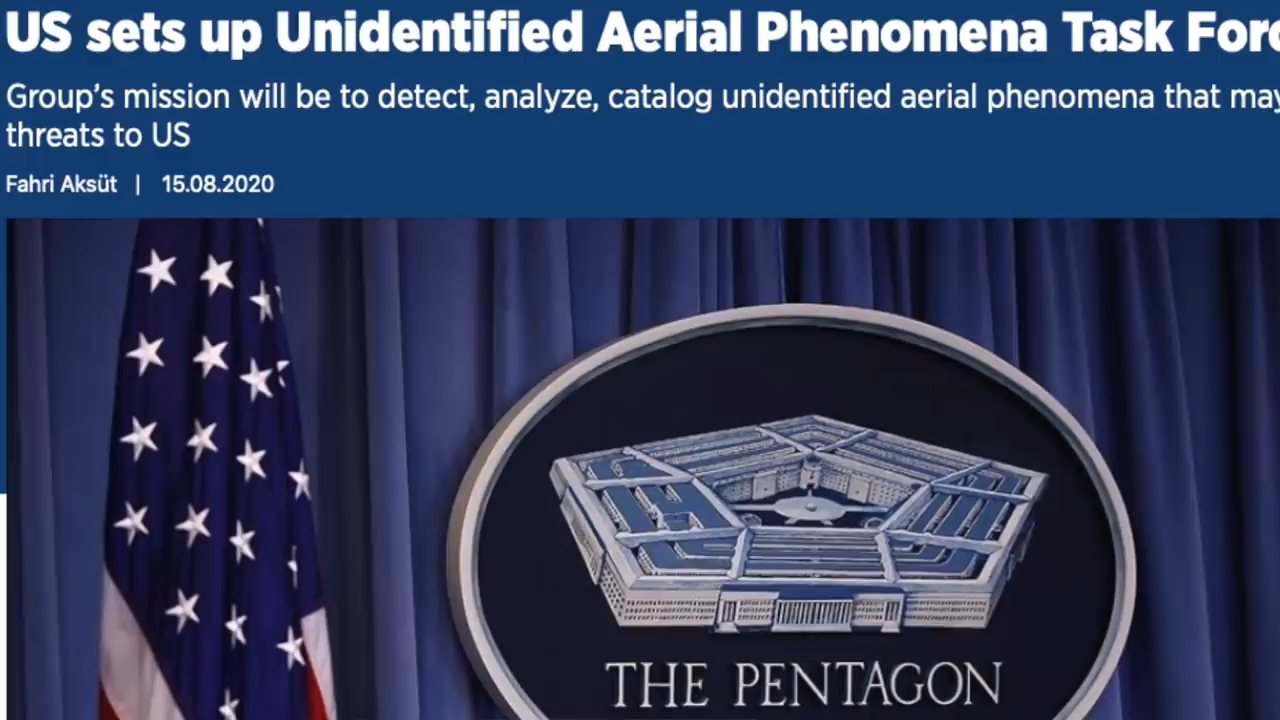 US sets up Unidentified Aerial Phenomena Task Forc
Group's mission will be to detect, analyze, catalog unidentified aerial phenomena that may
threats to US
Fahri Aksüt | 15.08.2020
THE PENTAGON